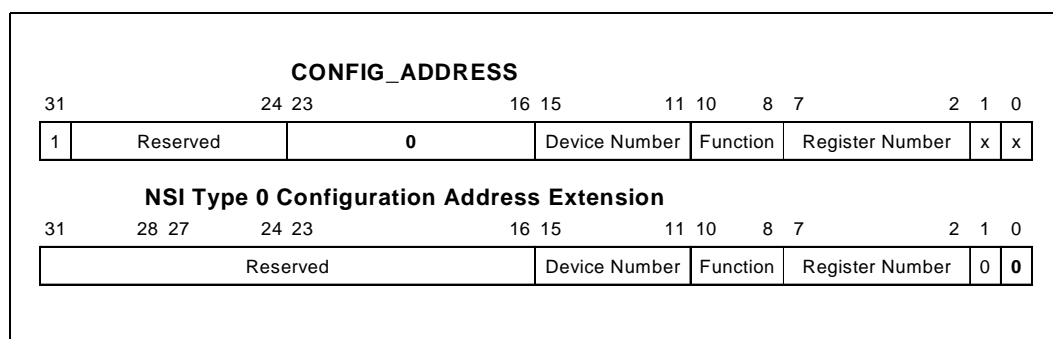 CONFIG_ADDRESS
31 24 23 16 15 11 10 8 7 2 1 0
1 Reserved 0 Device Number Function Register Number x x
NSI Type 0 Configuration Address Extension
31 28 27 24 23 16 15 11 10 8 7 2 1 0
Reserved Device Number Function Register Number 0 0